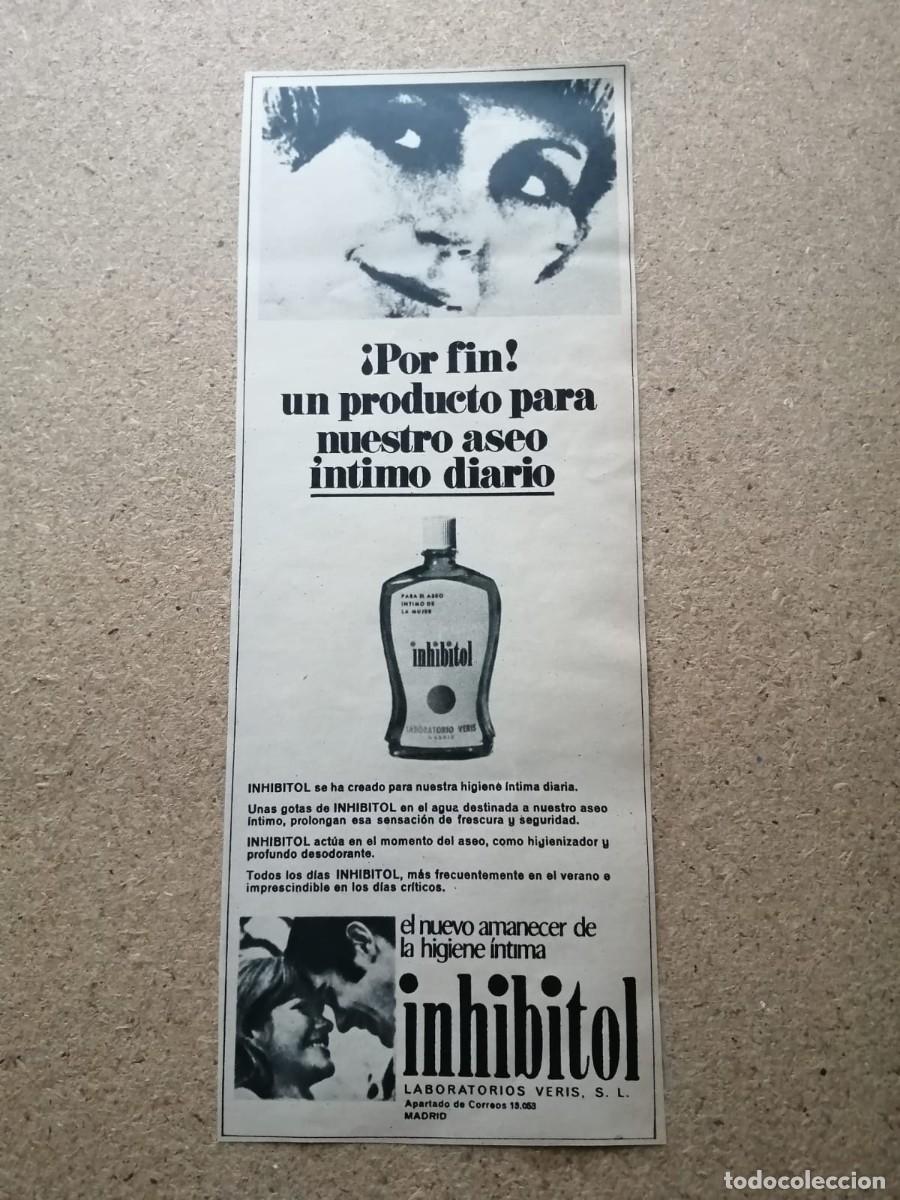 ¡Por fin!
un producto para
nuestro aseo
íntimo diario
PARA EL ASEO
INTIMO DE
LA MUJER
inhibitol
LABORATORIO VERIS
MADRID
INHIBITOL se ha creado para nuestra higiene íntima diaria.
Unas gotas de INHIBITOL en el agua destinada a nuestro aseo
íntimo, prolongan esa sensación de frescura y seguridad.
INHIBITOL actúa en el momento del aseo, como higienizador y
profundo desodorante.
Todos los días INHIBITOL, más frecuentemente en el verano e
imprescindible en los días críticos.
el nuevo amanecer de
la higiene íntima
inhibitol
LABORATORIOS VERIS, S. L.
Apartado de Correos 15.053
MADRID
todocoleccion